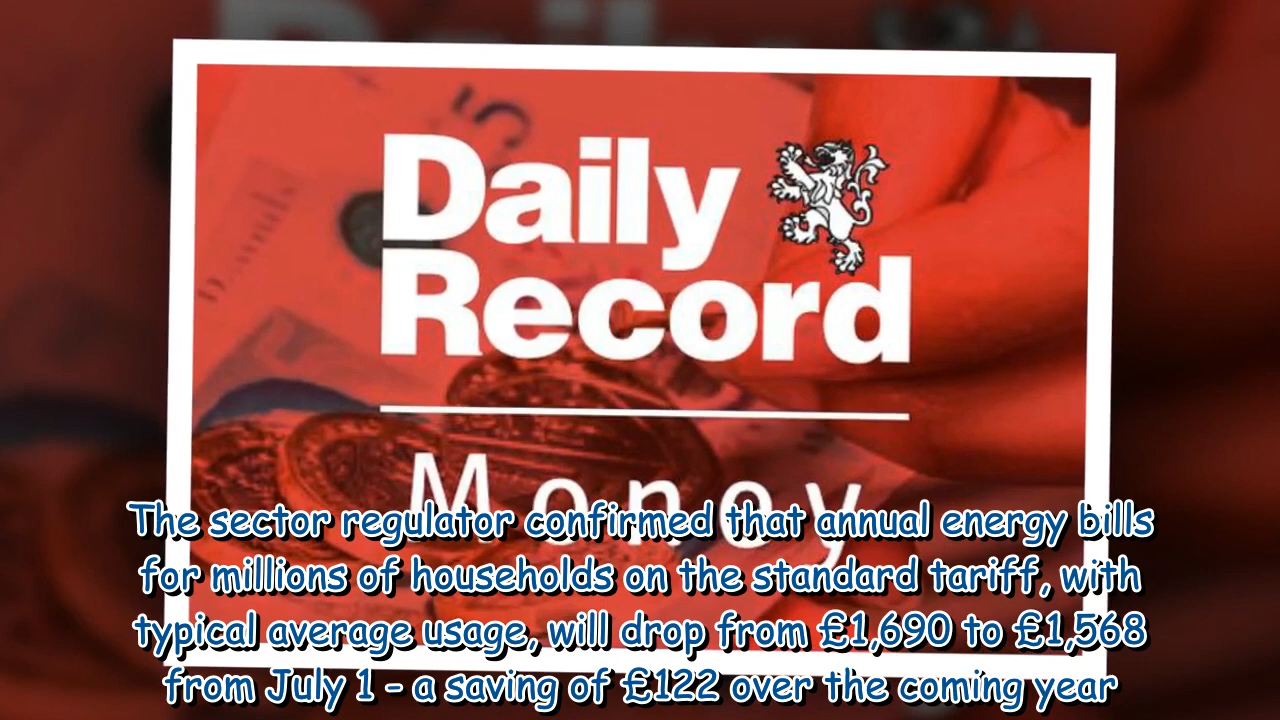 Daily
Record
Money
The sector regulator confirmed that annual energy bills
for millions of households on the standard tariff, with
typical average usage, will drop from £1,690 to £1,568
from July 1 - a saving of £122 over the coming year